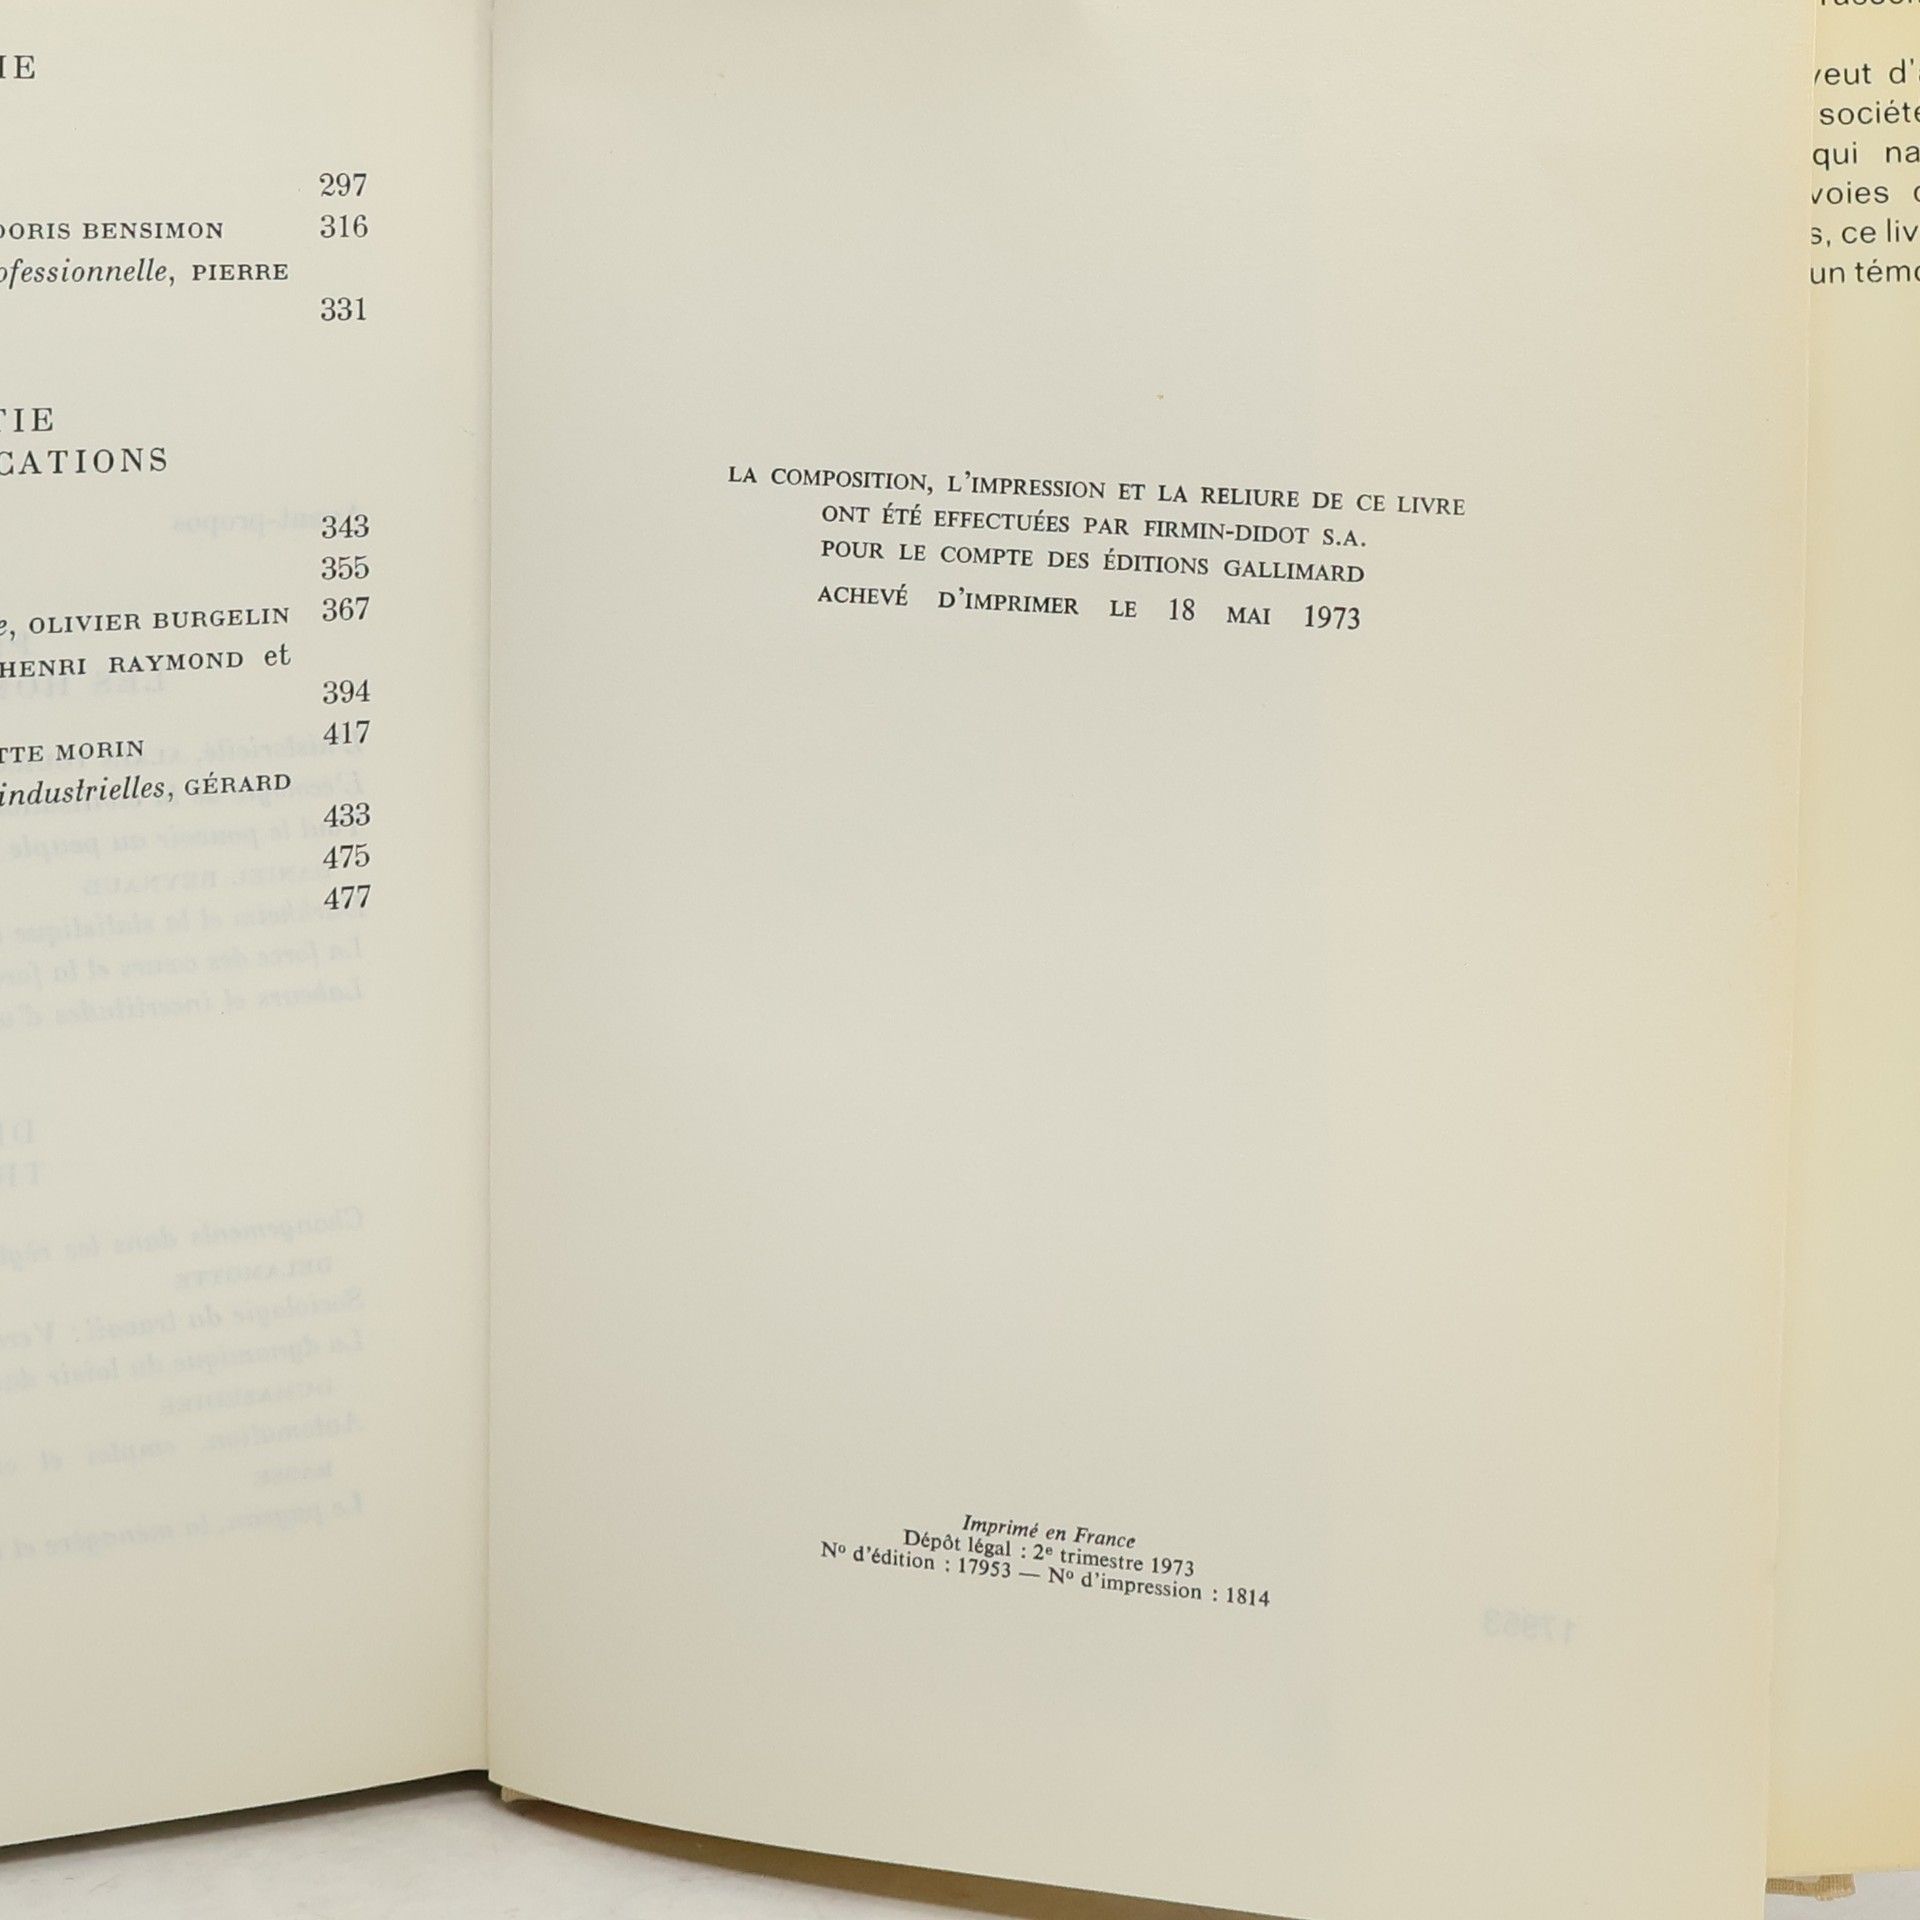 IE
297
DORIS BENSIMON 316
ofessionnelle, PIERRE
331
TIE
CATIONS
343
355
e, OLIVIER BURGELIN 367
HENRI RAYMOND et
394
TTE MORIN 417
industrielles, GÉRARD
433
475
477
LA COMPOSITION, L'IMPRESSION ET LA RELIURE DE CE LIVRE
ONT ÉTÉ EFFECTUÉES PAR FIRMIN-DIDOT S.A.
POUR LE COMPTE DES ÉDITIONS GALLIMARD
ACHEVÉ D'IMPRIMER LE 18 MAI 1973
Imprimé en France
Dépôt légal : 2e trimestre 1973
No d'édition : 17953 — No d'impression : 1814
veut d'
société
qui na
voies
s, ce liv
un témo